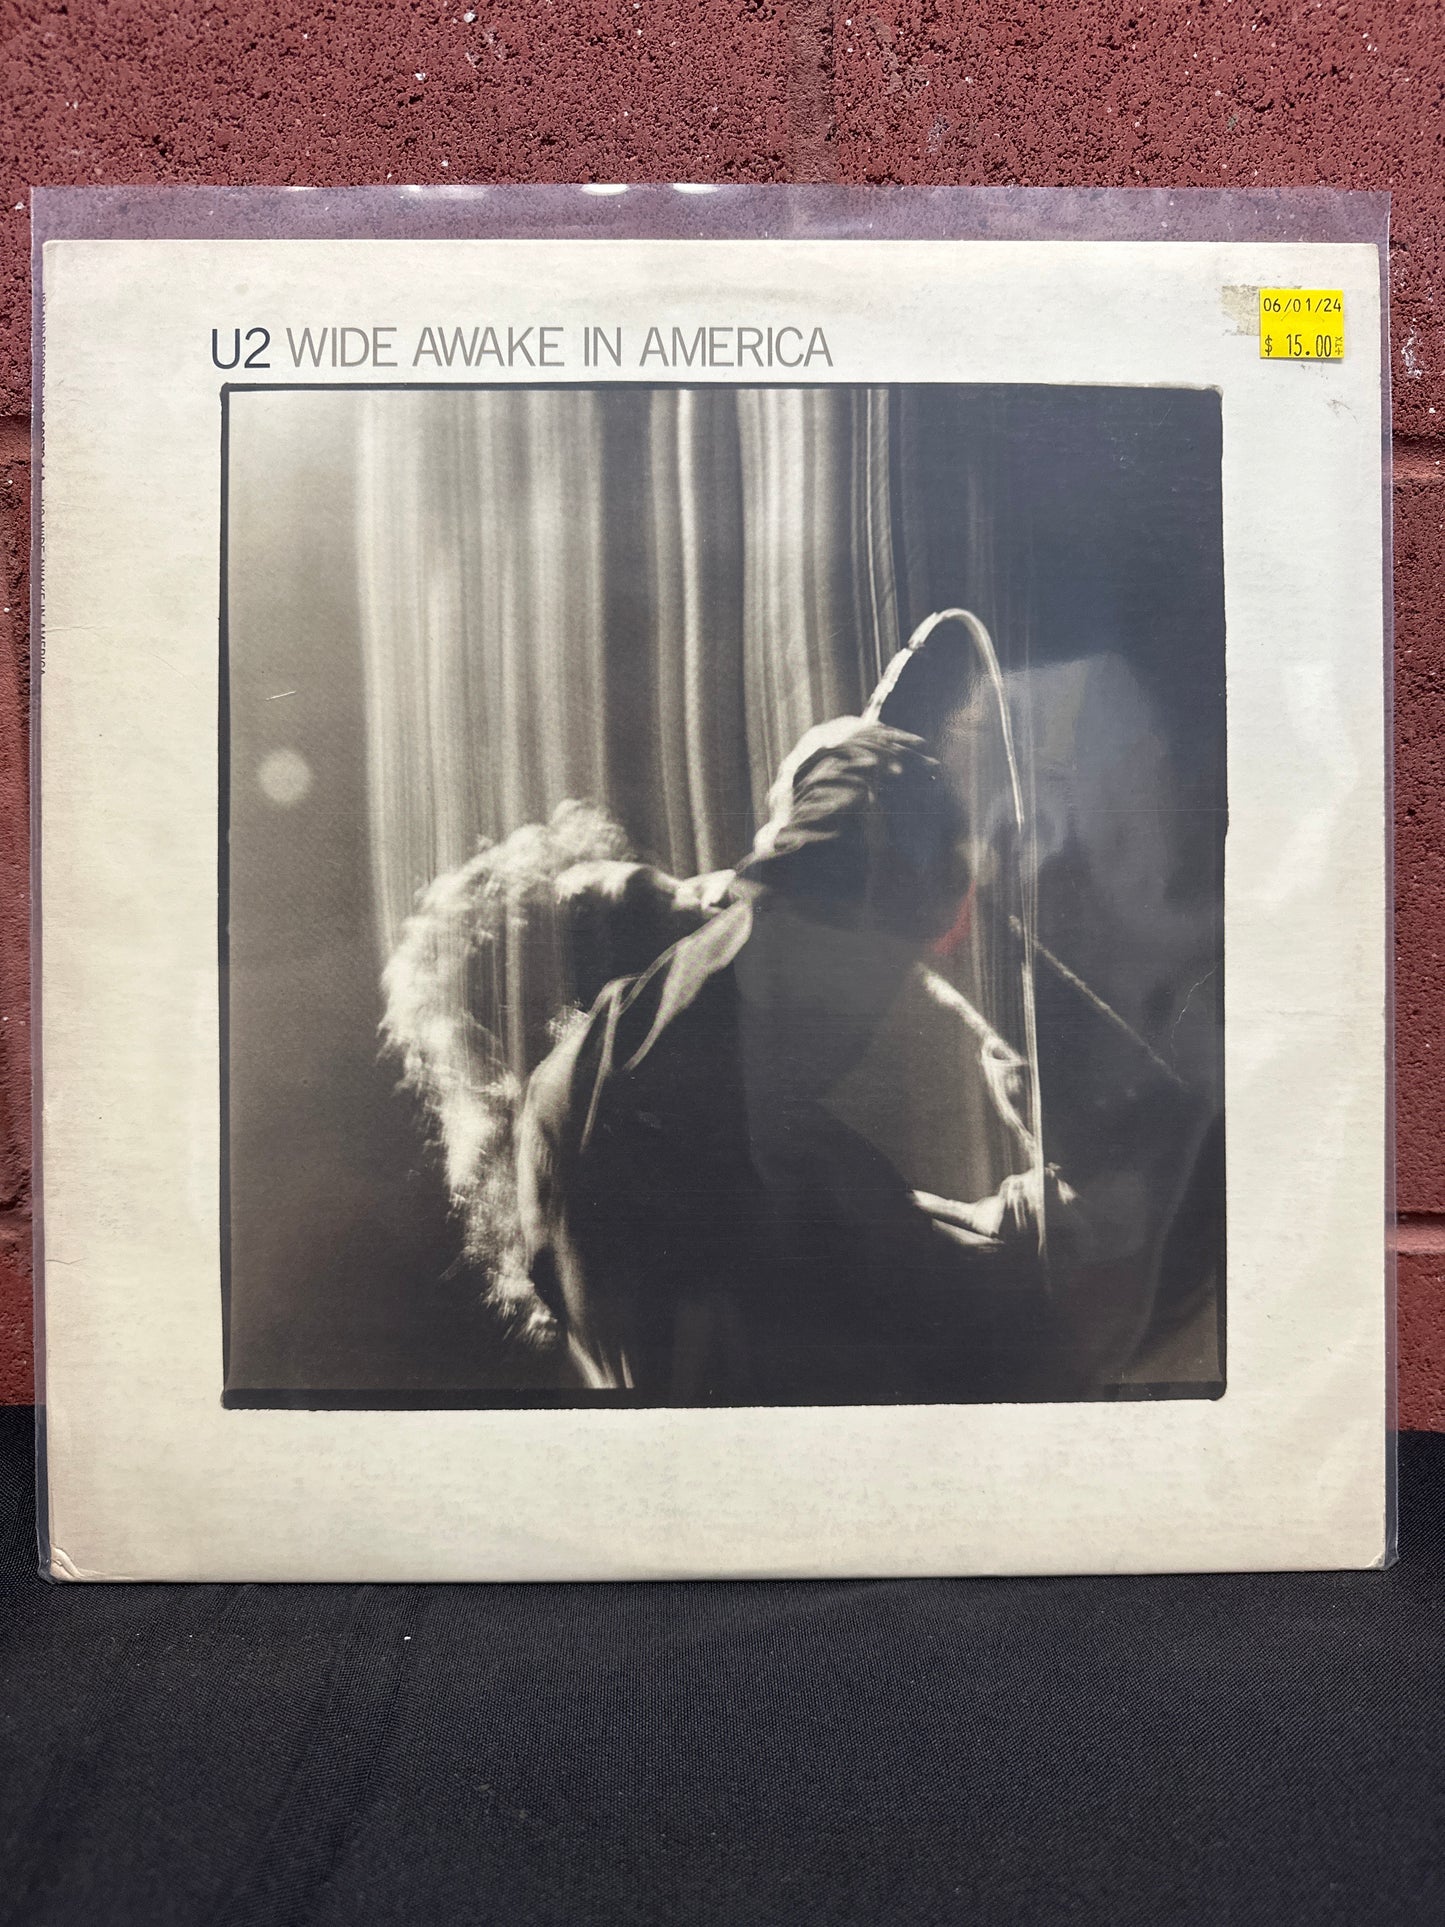 U2 WIDE AWAKE IN AMERICA
06/01/24
$ 15.00